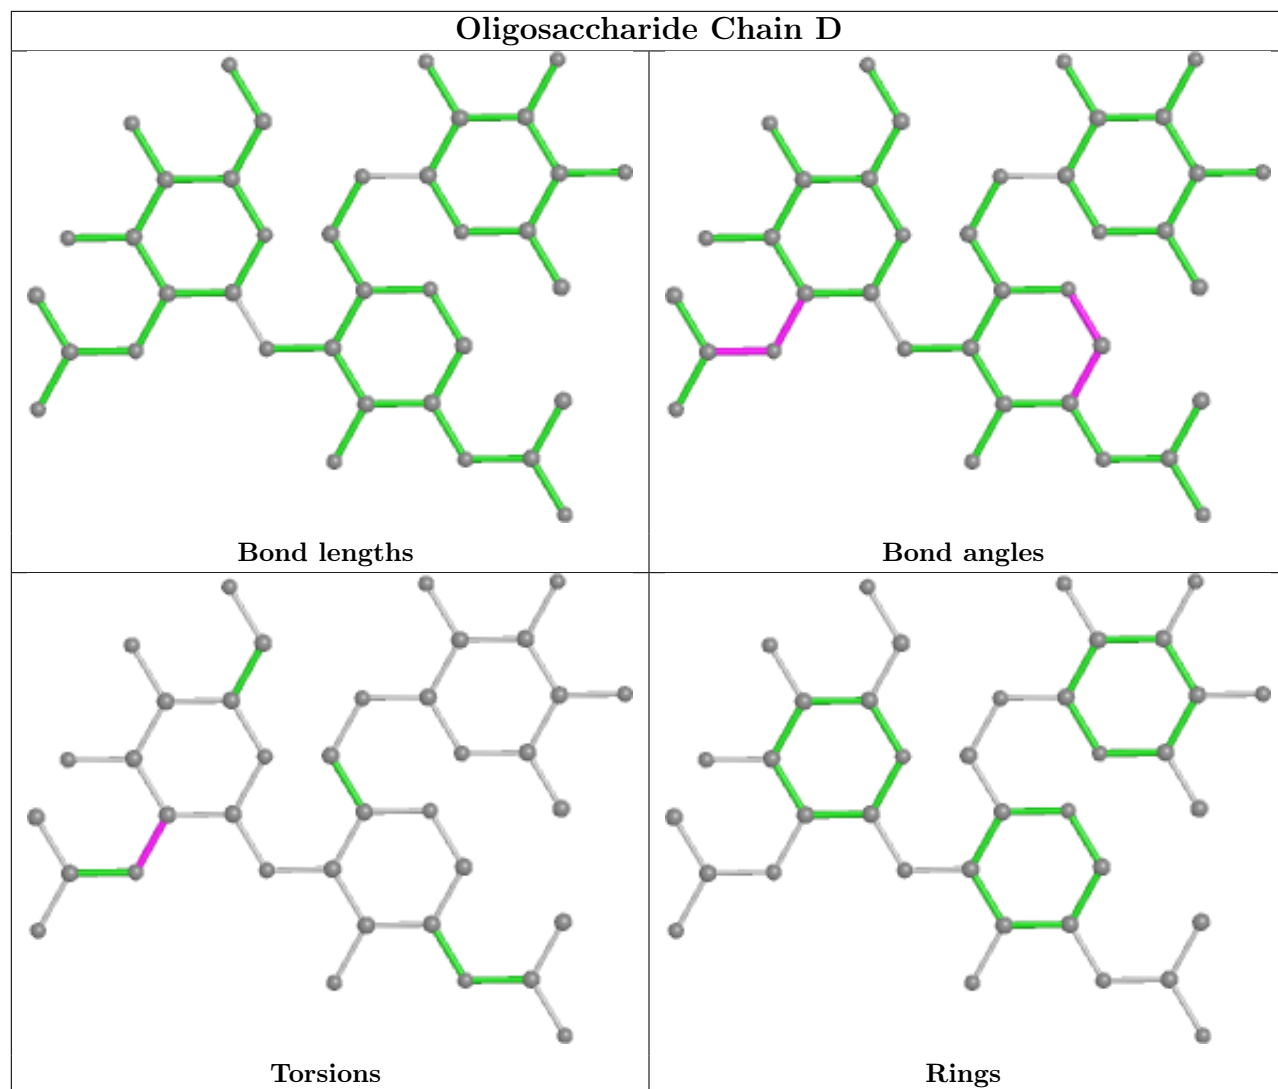 Oligosaccharide Chain D
Bond lengths
Bond angles
Torsions
Rings